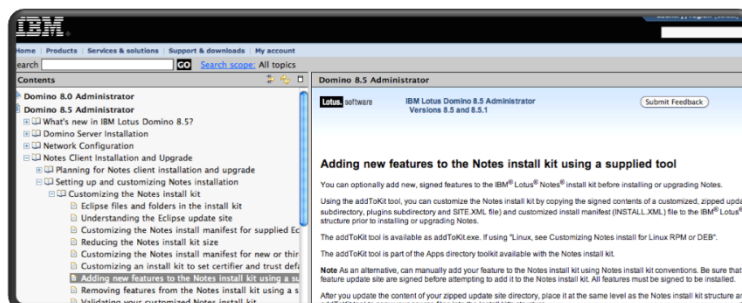 IBM®
Home | Products | Services & solutions | Support & downloads | My account
earch GO Search scope: All topics
Contents
Domino 8.0 Administrator
Domino 8.5 Administrator
What's new in IBM Lotus Domino 8.5?
Domino Server Installation
Network Configuration
Notes Client Installation and Upgrade
Planning for Notes client installation and upgrade
Setting up and customizing Notes installation
Customizing the Notes install kit
Eclipse files and folders in the install kit
Understanding the Eclipse update site
Customizing the Notes install manifest for supplied Ec
Reducing the Notes install kit size
Customizing the Notes install manifest for new or thir
Customizing an install kit to set certifier and trust defa
Adding new features to the Notes install kit using a su
Removing features from the Notes install kit using a s
Validating your customized Notes install kit
Domino 8.5 Administrator
Lotus. software
IBM Lotus Domino 8.5 Administrator
Versions 8.5 and 8.5.1
Submit Feedback
Adding new features to the Notes install kit using a supplied tool
You can optionally add new, signed features to the IBM® Lotus® Notes® install kit before installing or upgrading Notes.
Using the addToKit tool, you can customize the Notes install kit by copying the signed contents of a customized, zipped upda
subdirectory, plugins subdirectory and SITE.XML file) and customized install manifest (INSTALL.XML) file to the IBM® Lotus®
structure prior to installing or upgrading Notes.
The addToKit tool is available as addToKit.exe. If using "Linux, see Customizing Notes install for Linux RPM or DEB".
The addToKit tool is part of the Apps directory toolkit available with the Notes install kit.
Note As an alternative, can manually add your feature to the Notes install kit using Notes install kit conventions. Be sure that
feature update site are signed before attempting to add it to the Notes install kit. All features must be signed to be installed.
After you update the content of your zipped update site directory, place it at the same level as the Notes install kit structure as